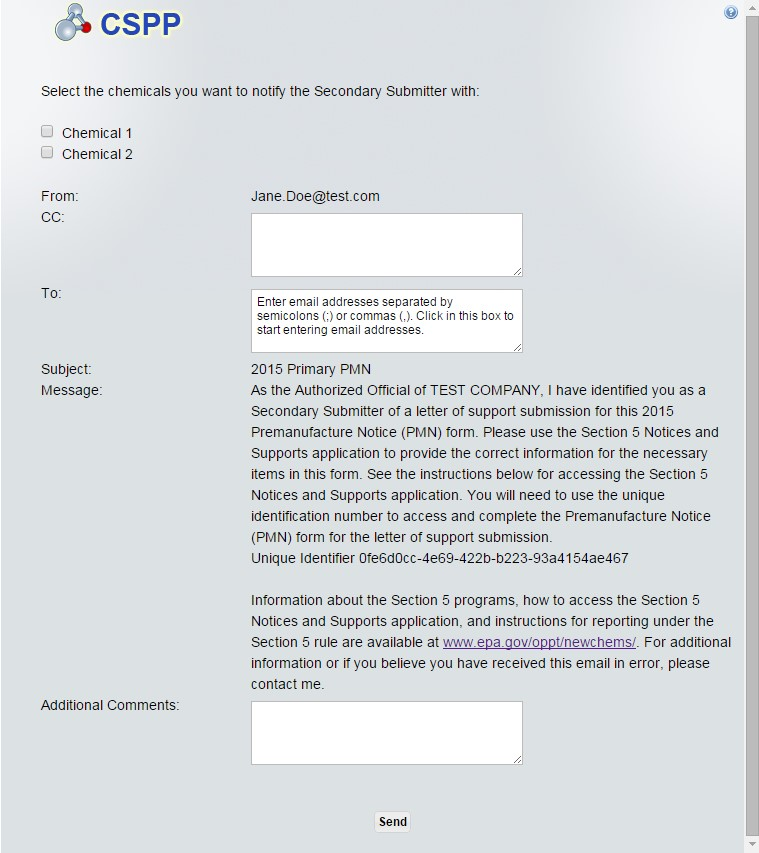 CSPP
?
Select the chemicals you want to notify the Secondary Submitter with:
Chemical 1
Chemical 2
From: Jane.Doe@test.com
CC:
To: Enter email addresses separated by
semicolons (;) or commas (,). Click in this box to
start entering email addresses.
Subject: 2015 Primary PMN
Message: As the Authorized Official of TEST COMPANY, I have identified you as a
Secondary Submitter of a letter of support submission for this 2015
Premanufacture Notice (PMN) form. Please use the Section 5 Notices and
Supports application to provide the correct information for the necessary
items in this form. See the instructions below for accessing the Section 5
Notices and Supports application. You will need to use the unique
identification number to access and complete the Premanufacture Notice
(PMN) form for the letter of support submission.
Unique Identifier 0fe6d0cc-4e69-422b-b223-93a4154ae467
Information about the Section 5 programs, how to access the Section 5
Notices and Supports application, and instructions for reporting under the
Section 5 rule are available at www.epa.gov/oppt/newchems/. For additional
information or if you believe you have received this email in error, please
contact me.
Additional Comments:
Send